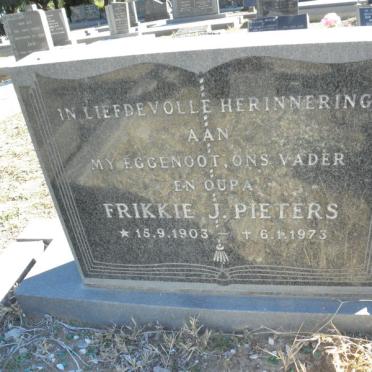 IN LIEFDEVOLLE HERINNERING
AAN
MY EGGENOOT, ONS VADER
EN OUPA
FRIKKIE J. PIETERS
* 15.9.1903 — + 6.1.1973